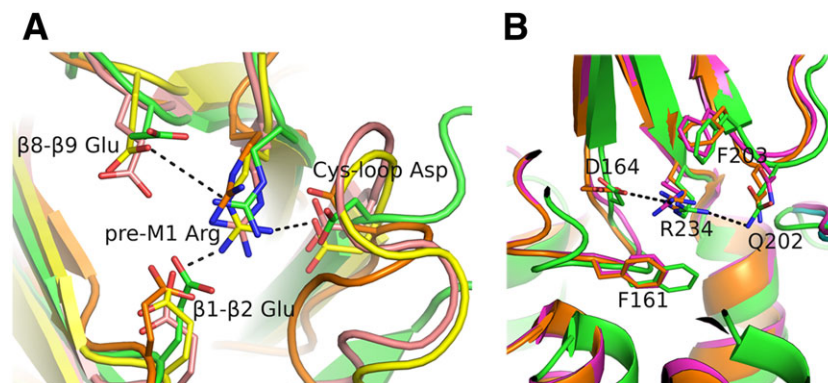 A
β8-β9 Glu
Cys-loop Asp
pre-M1 Arg
β1-β2 Glu
B
F203
D164
R234
Q202
F161